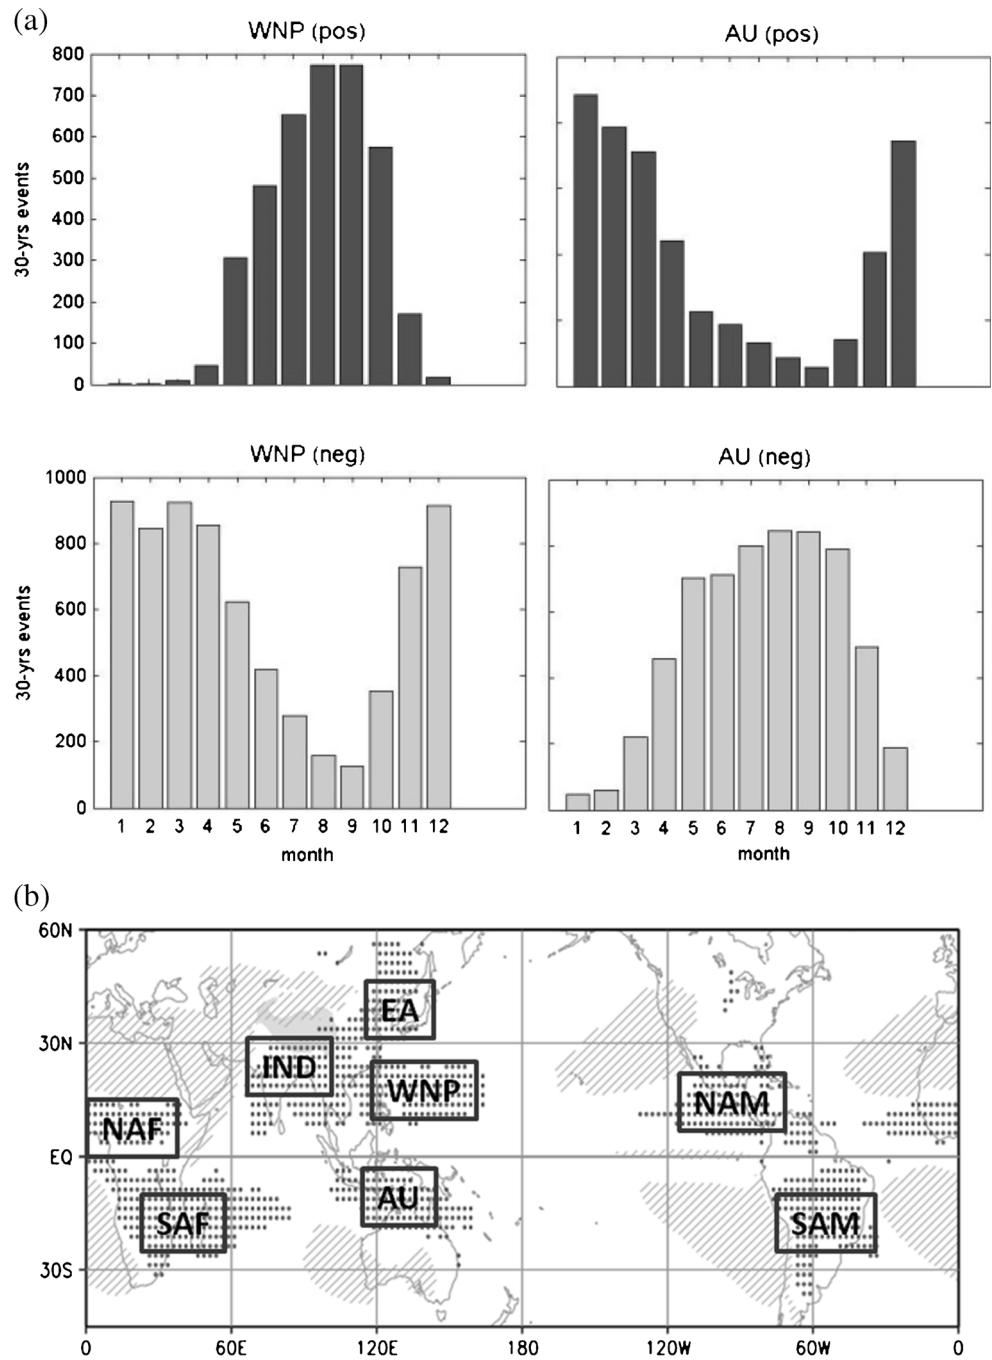 (a)
WNP (pos)
AU (pos)
800
700
600
500
400
300
200
100
0
30-yrs events
WNP (neg)
AU (neg)
1000
800
600
400
200
0
30-yrs events
1 2 3 4 5 6 7 8 9 10 11 12
month
1 2 3 4 5 6 7 8 9 10 11 12
month
(b)
60N
30N
EQ
30S
EA
IND
WNP
NAF
NAM
AU
SAF
SAM
0 60E 120E 180 120W 60W 0